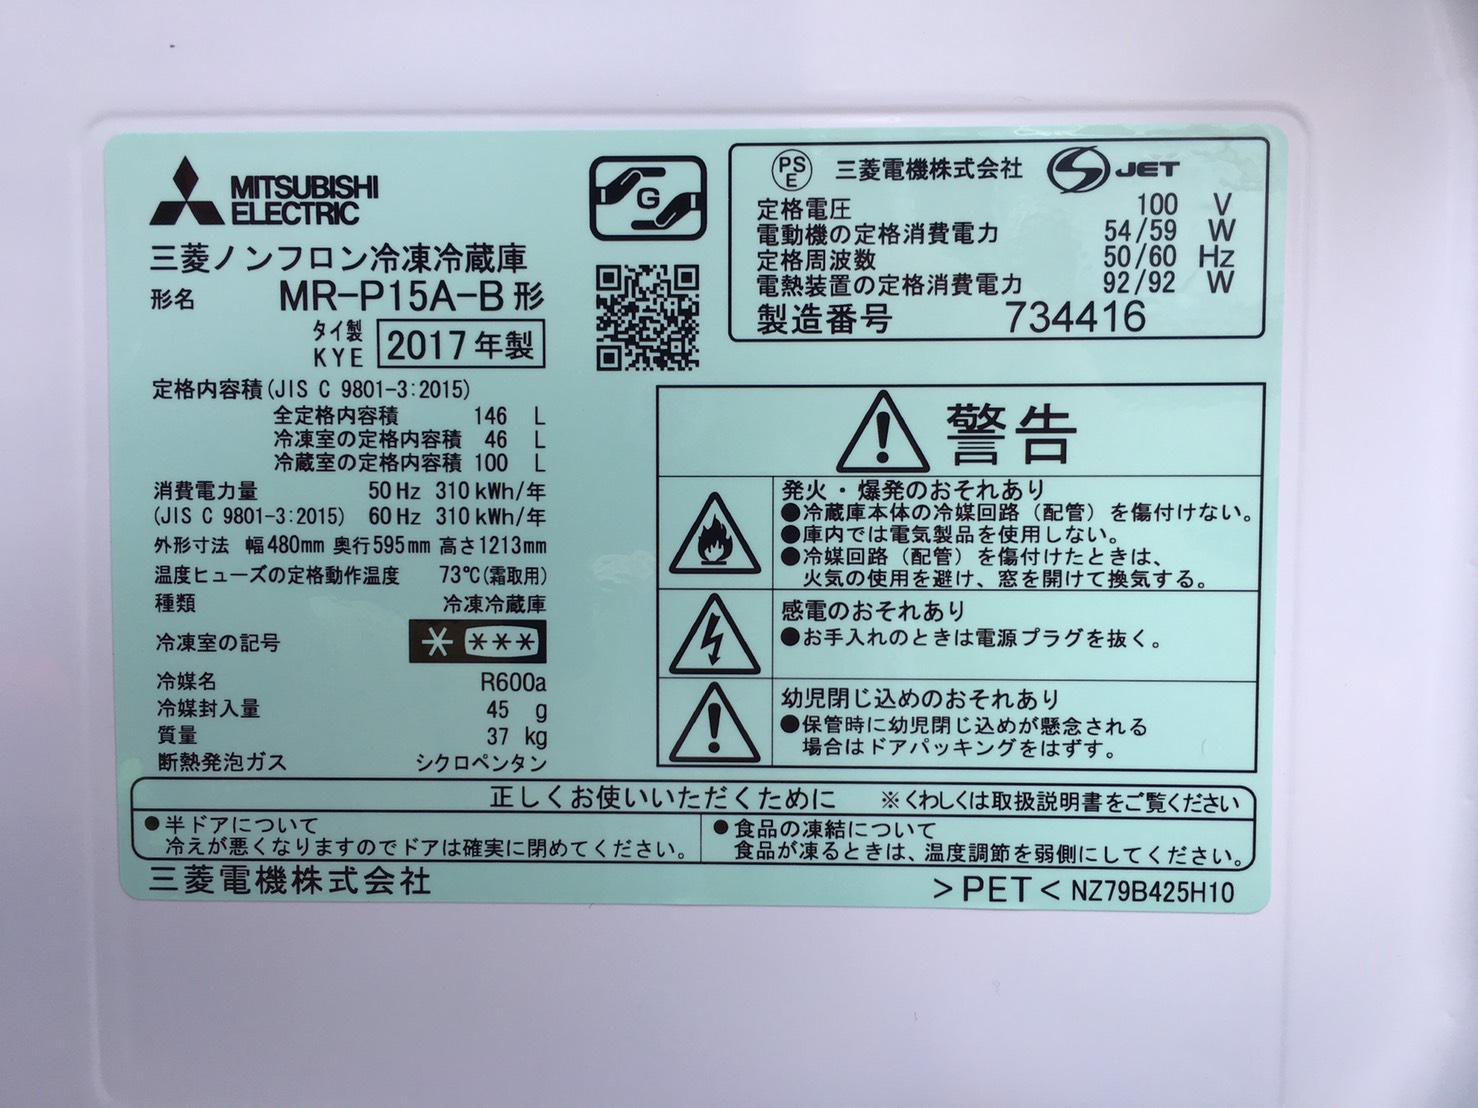 MITSUBISHI
ELECTRIC
三菱ノンフロン冷凍冷蔵庫
形名 MR-P15A-B形
タイ製
KYE 2017年製
定格内容積(JIS C 9801-3:2015)
全定格内容積 146 L
冷凍室の定格内容積 46 L
冷蔵室の定格内容積 100 L
消費電力量 50Hz 310kWh/年
(JIS C 9801-3:2015) 60Hz 310kWh/年
外形寸法 幅480mm 奥行595mm 高さ1213mm
温度ヒューズの定格動作温度 73℃(霜取用)
種類 冷凍冷蔵庫
冷凍室の記号 * ***
冷媒名 R600a
冷媒封入量 45 g
質量 37 kg
断熱発泡ガス シクロペンタン
G
PS
E 三菱電機株式会社 S JET
定格電圧 100 V
電動機の定格消費電力 54/59 W
定格周波数 50/60 Hz
電熱装置の定格消費電力 92/92 W
製造番号 734416
警告
発火・爆発のおそれあり
●冷蔵庫本体の冷媒回路(配管)を傷付けない。
●庫内では電気製品を使用しない。
●冷媒回路(配管)を傷付けたときは、
火気の使用を避け、窓を開けて換気する。
感電のおそれあり
●お手入れのときは電源プラグを抜く。
幼児閉じ込めのおそれあり
●保管時に幼児閉じ込めが懸念される
場合はドアパッキングをはずす。
正しくお使いいただくために ※くわしくは取扱説明書をご覧ください
●半ドアについて
冷えが悪くなりますのでドアは確実に閉めてください。
●食品の凍結について
食品が凍るときは、温度調節を弱側にしてください。
三菱電機株式会社
>PET< NZ79B425H10